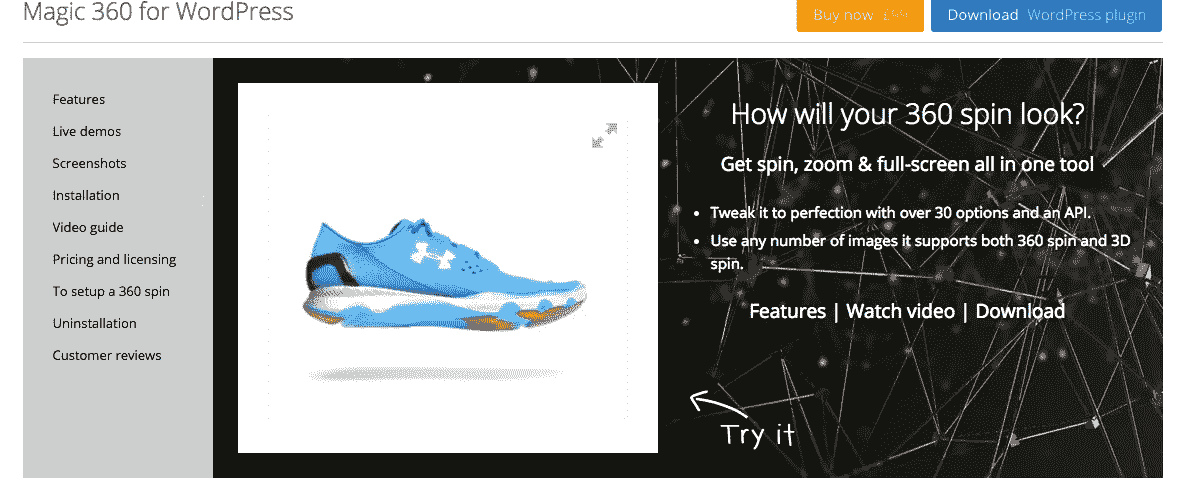 Magic 360 for WordPress
Buy now
Download WordPress plugin
Features
Live demos
Screenshots
Installation
Video guide
Pricing and licensing
To setup a 360 spin
Uninstallation
Customer reviews
How will your 360 spin look?
Get spin, zoom & full-screen all in one tool
• Tweak it to perfection with over 30 options and an API.
• Use any number of images it supports both 360 spin and 3D
spin.
Features | Watch video | Download
Try it